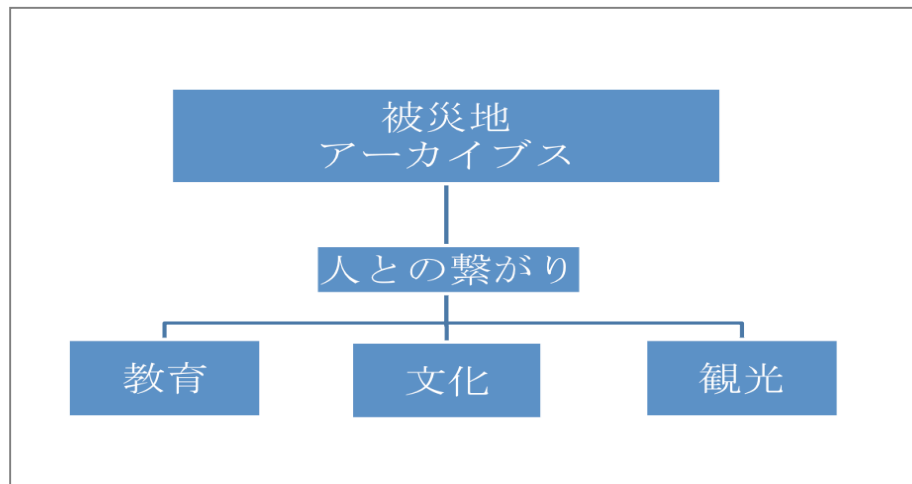 被災地
アーカイブス
人との繋がり
教育
文化
観光